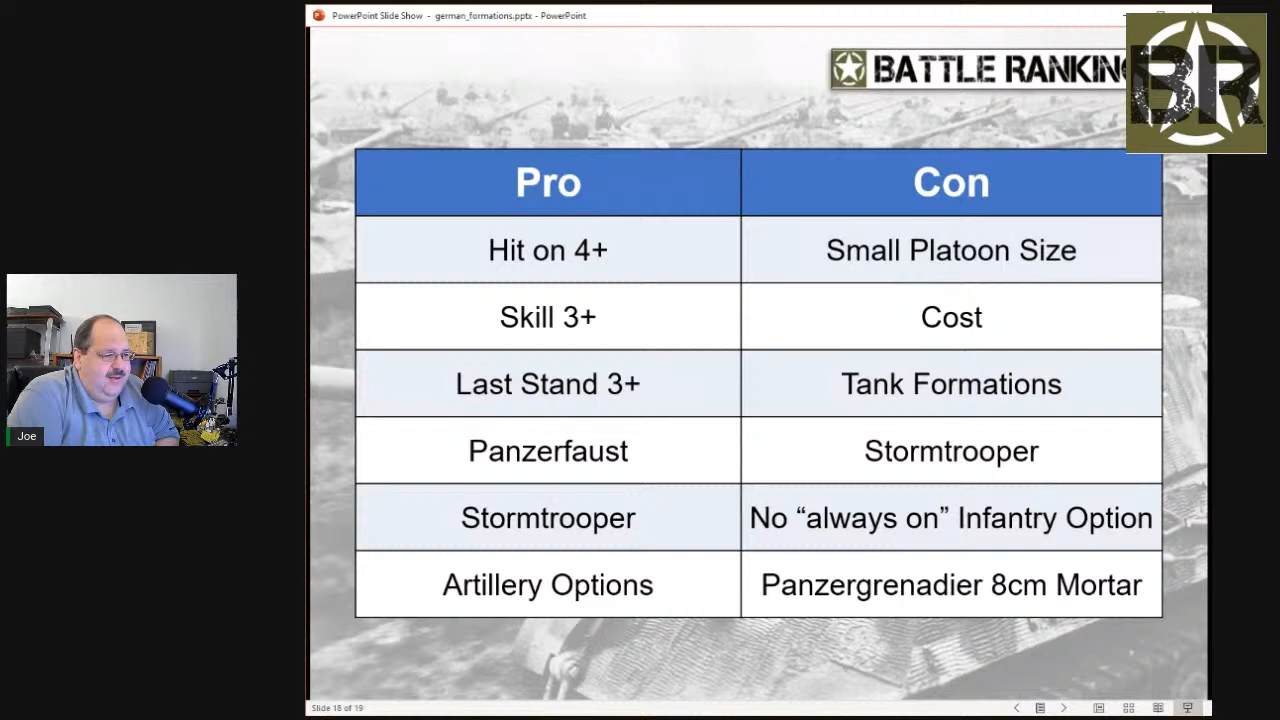 PowerPoint Slide Show - german_formations.pptx - PowerPoint
BATTLE RANKIN
BR
Pro Con
Hit on 4+ Small Platoon Size
Skill 3+ Cost
Last Stand 3+ Tank Formations
Panzerfaust Stormtrooper
Stormtrooper No “always on” Infantry Option
Artillery Options Panzergrenadier 8cm Mortar
Joe
Slide 18 of 19